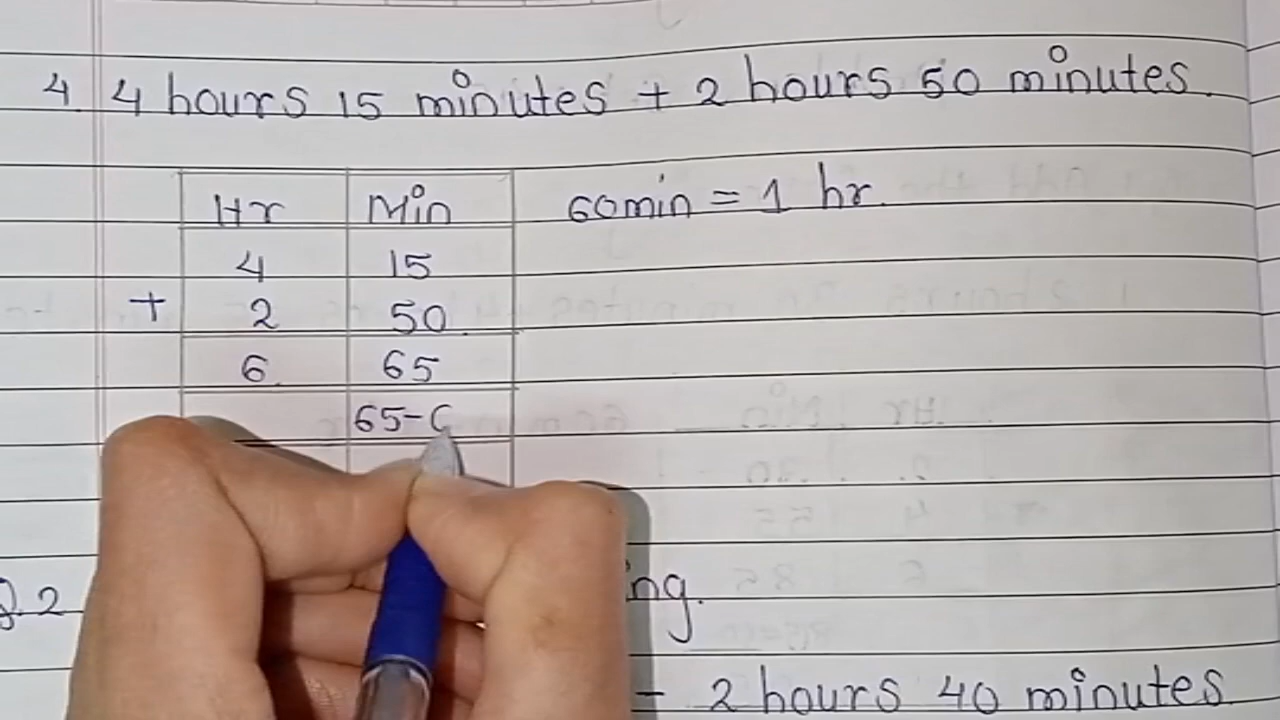 4. 4 hours 15 minutes + 2 hours 50 minutes.
Hr Min 60min = 1 hr.
4 15
+ 2 50
6 65
65-6
Q.2
- 2 hours 40 minutes